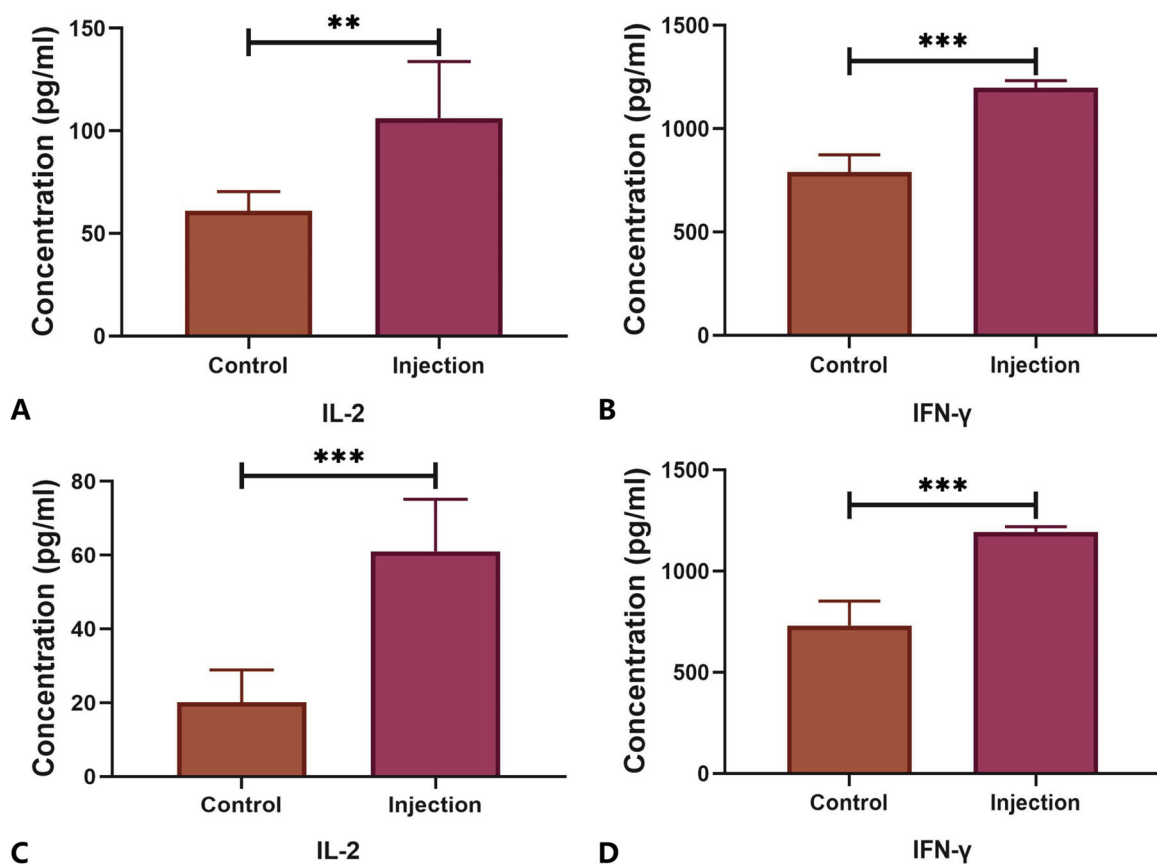 Concentration (pg/ml)
150
100
50
0
**
Control
Injection
A
IL-2
Concentration (pg/ml)
1500
1000
500
0
***
Control
Injection
B
IFN-γ
Concentration (pg/ml)
80
60
40
20
0
***
Control
Injection
C
IL-2
Concentration (pg/ml)
1500
1000
500
0
***
Control
Injection
D
IFN-γ